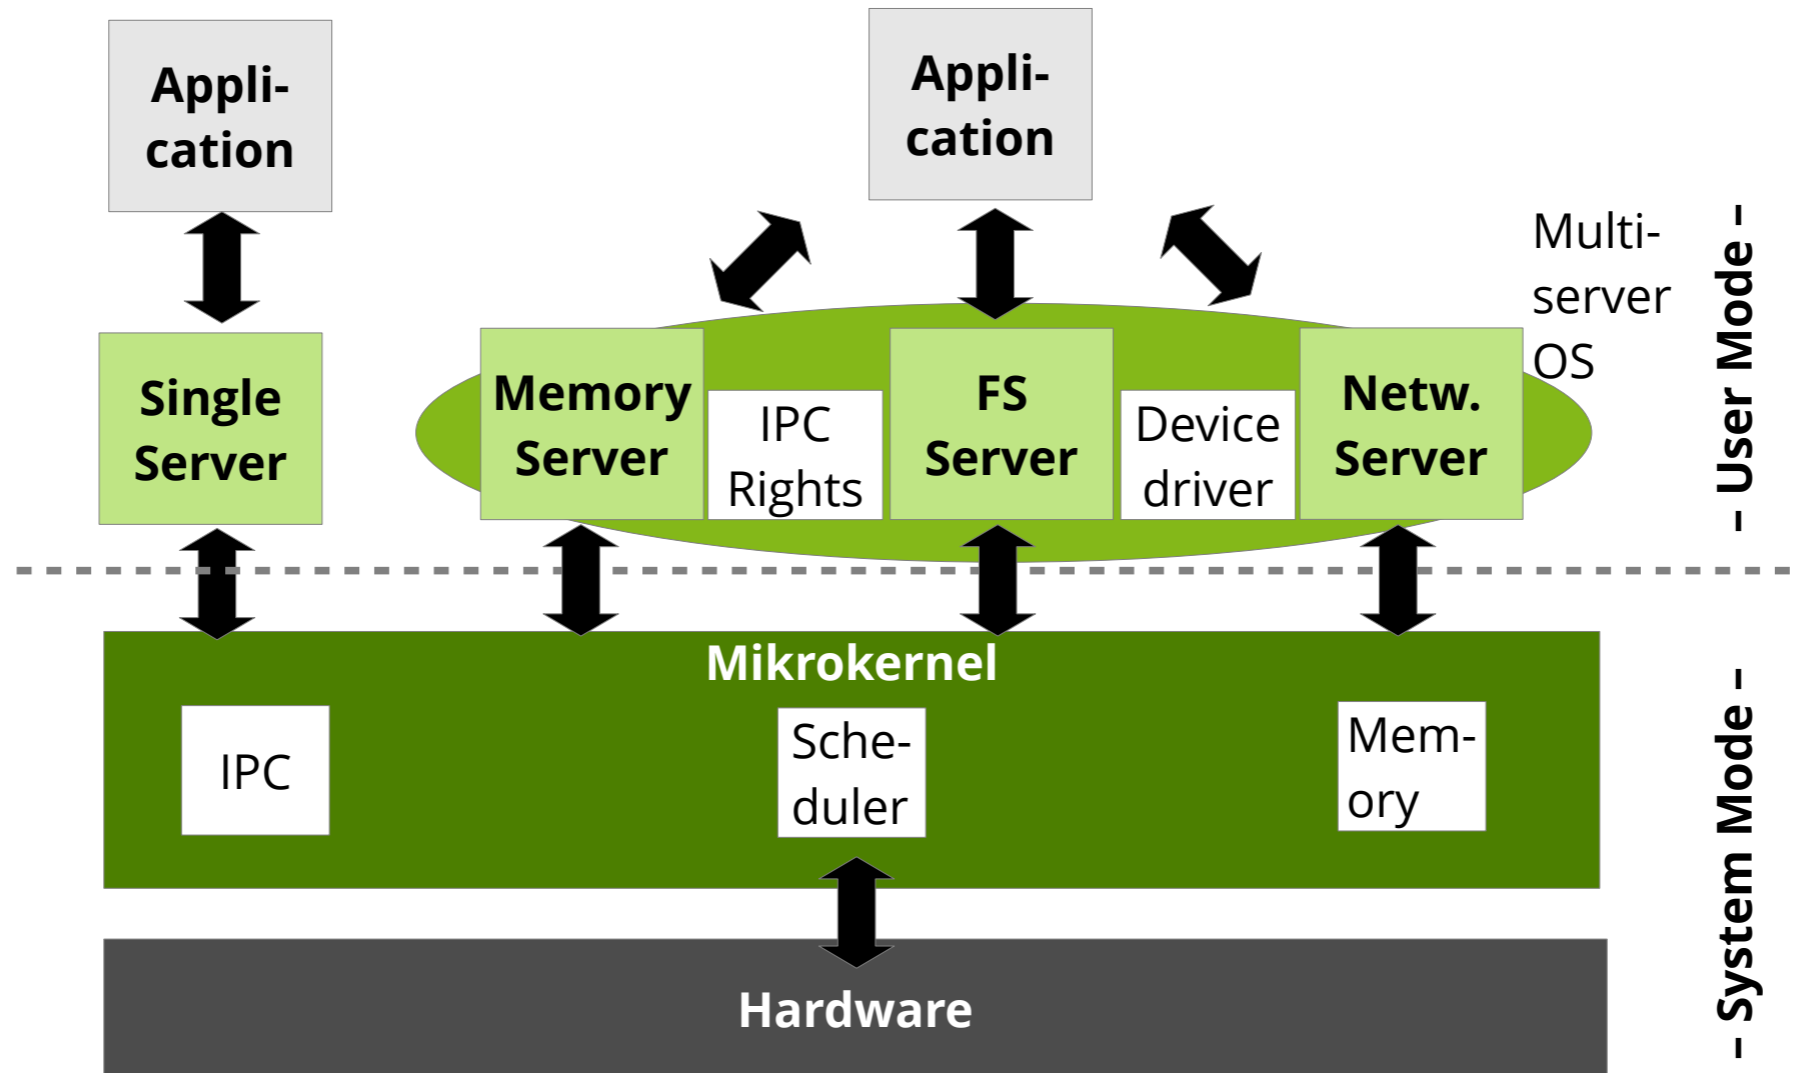 Appli-
cation
Appli-
cation
Multi-
server
OS
– User Mode –
Single
Server
Memory
Server
IPC
Rights
FS
Server
Device
driver
Netw.
Server
Mikrokernel
IPC
Sche-
duler
Mem-
ory
– System Mode –
Hardware